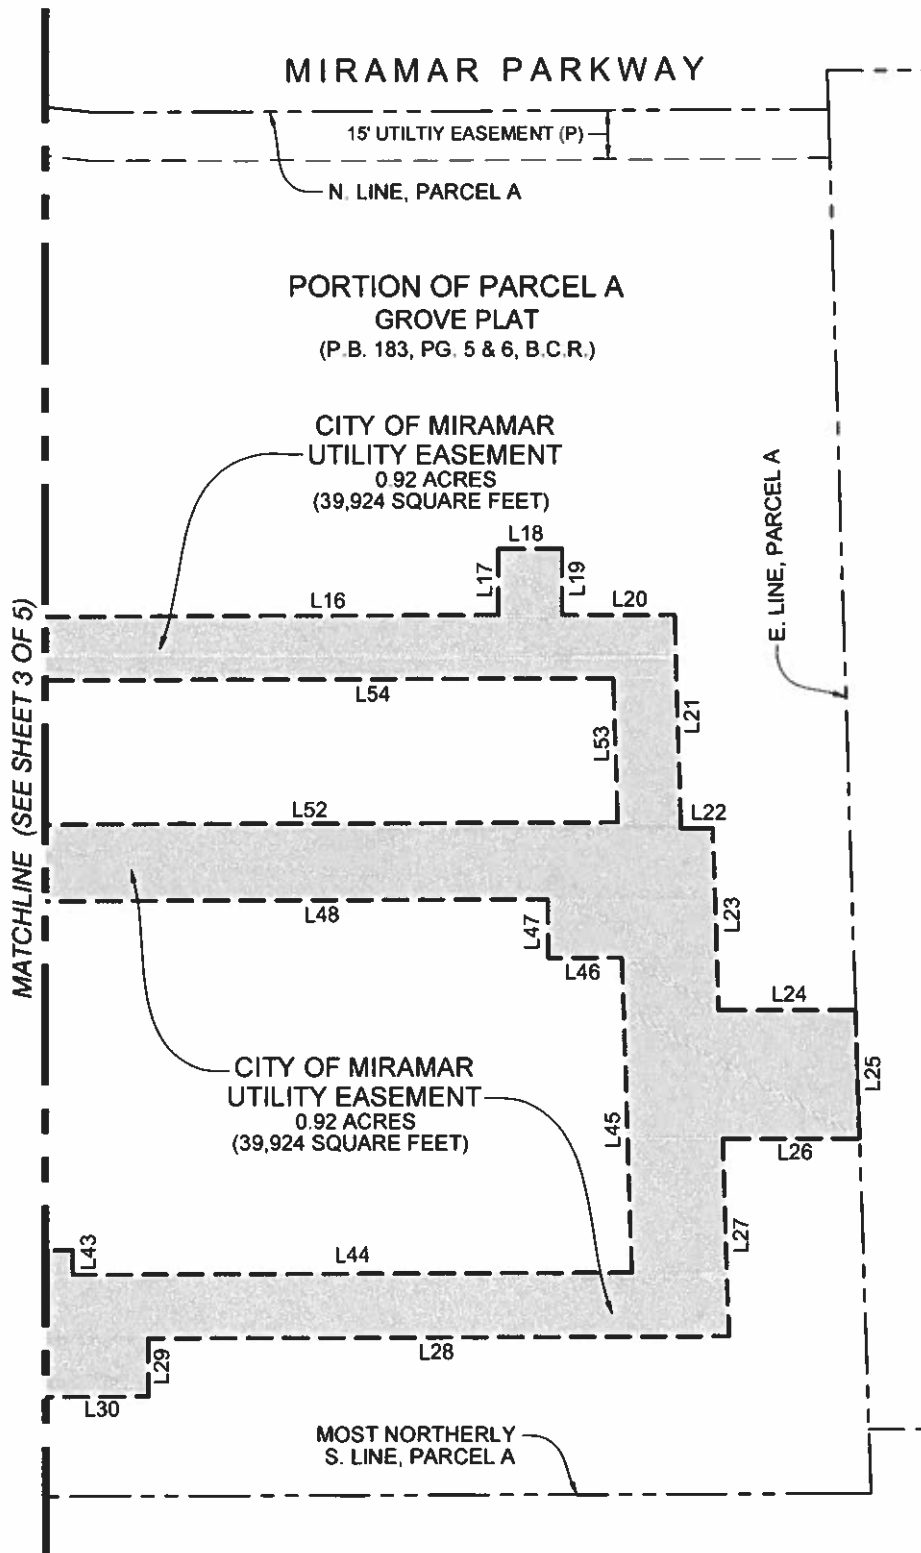 MIRAMAR PARKWAY
15' UTILTIY EASEMENT (P)
N. LINE, PARCEL A
PORTION OF PARCEL A
GROVE PLAT
(P.B. 183, PG. 5 & 6, B.C.R.)
CITY OF MIRAMAR
UTILITY EASEMENT
0.92 ACRES
(39,924 SQUARE FEET)
E. LINE, PARCEL A
MATCHLINE (SEE SHEET 3 OF 5)
L18
L17
L19
L16
L20
L54
L53
L21
L52
L22
L48
L47
L23
L46
L24
CITY OF MIRAMAR
UTILITY EASEMENT
0.92 ACRES
(39,924 SQUARE FEET)
L45
L25
L26
L43
L44
L27
L28
L29
L30
MOST NORTHERLY
S. LINE, PARCEL A